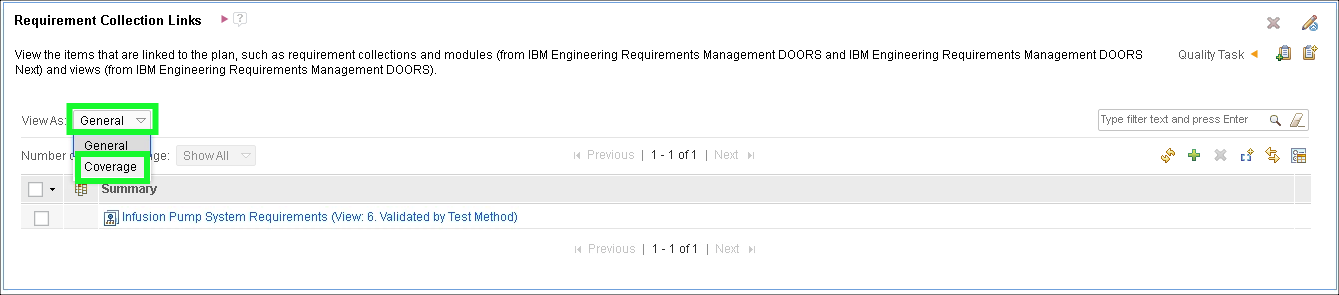 Requirement Collection Links
View the items that are linked to the plan, such as requirement collections and modules (from IBM Engineering Requirements Management DOORS and IBM Engineering Requirements Management DOORS
Next) and views (from IBM Engineering Requirements Management DOORS).
Quality Task
View As: General
Type filter text and press Enter
General
Coverage
Number ge: Show All
Previous | 1 - 1 of 1 | Next
Summary
Infusion Pump System Requirements (View: 6. Validated by Test Method)
Previous | 1 - 1 of 1 | Next